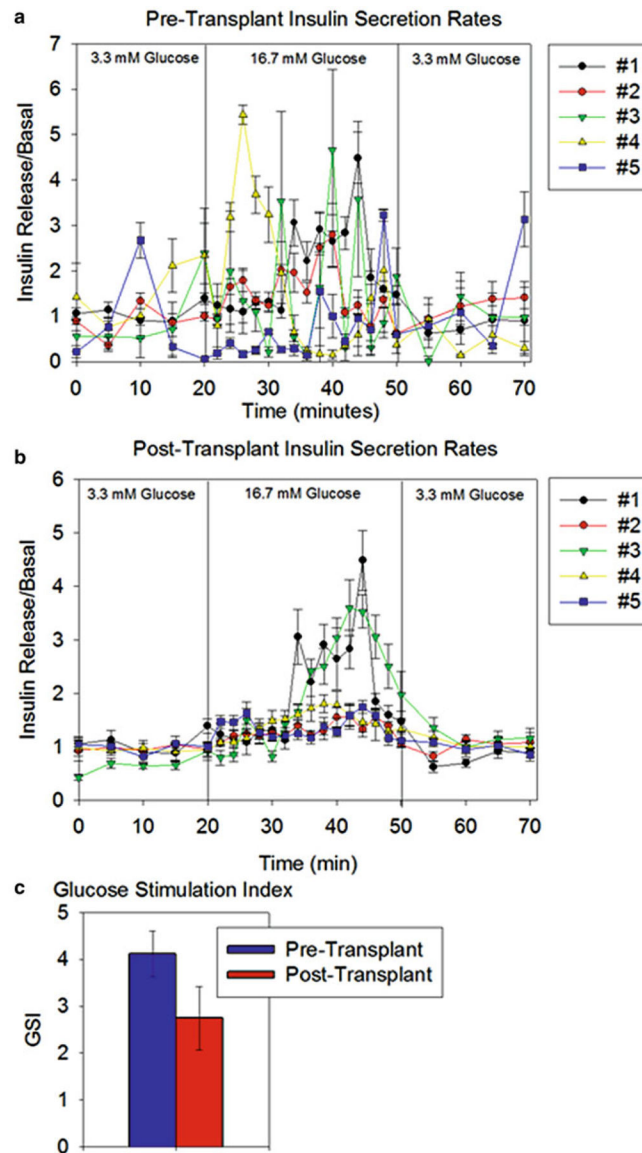 a
Pre-Transplant Insulin Secretion Rates
7
6
5
4
3
2
1
0
Insulin Release/Basal
3.3 mM Glucose
16.7 mM Glucose
3.3 mM Glucose
0 10 20 30 40 50 60 70
Time (minutes)
#1
#2
#3
#4
#5
b
Post-Transplant Insulin Secretion Rates
6
5
4
3
2
1
0
Insulin Release/Basal
3.3 mM Glucose
16.7 mM Glucose
3.3 mM Glucose
0 10 20 30 40 50 60 70
Time (min)
#1
#2
#3
#4
#5
c
Glucose Stimulation Index
5
4
3
2
1
0
GSI
Pre-Transplant
Post-Transplant